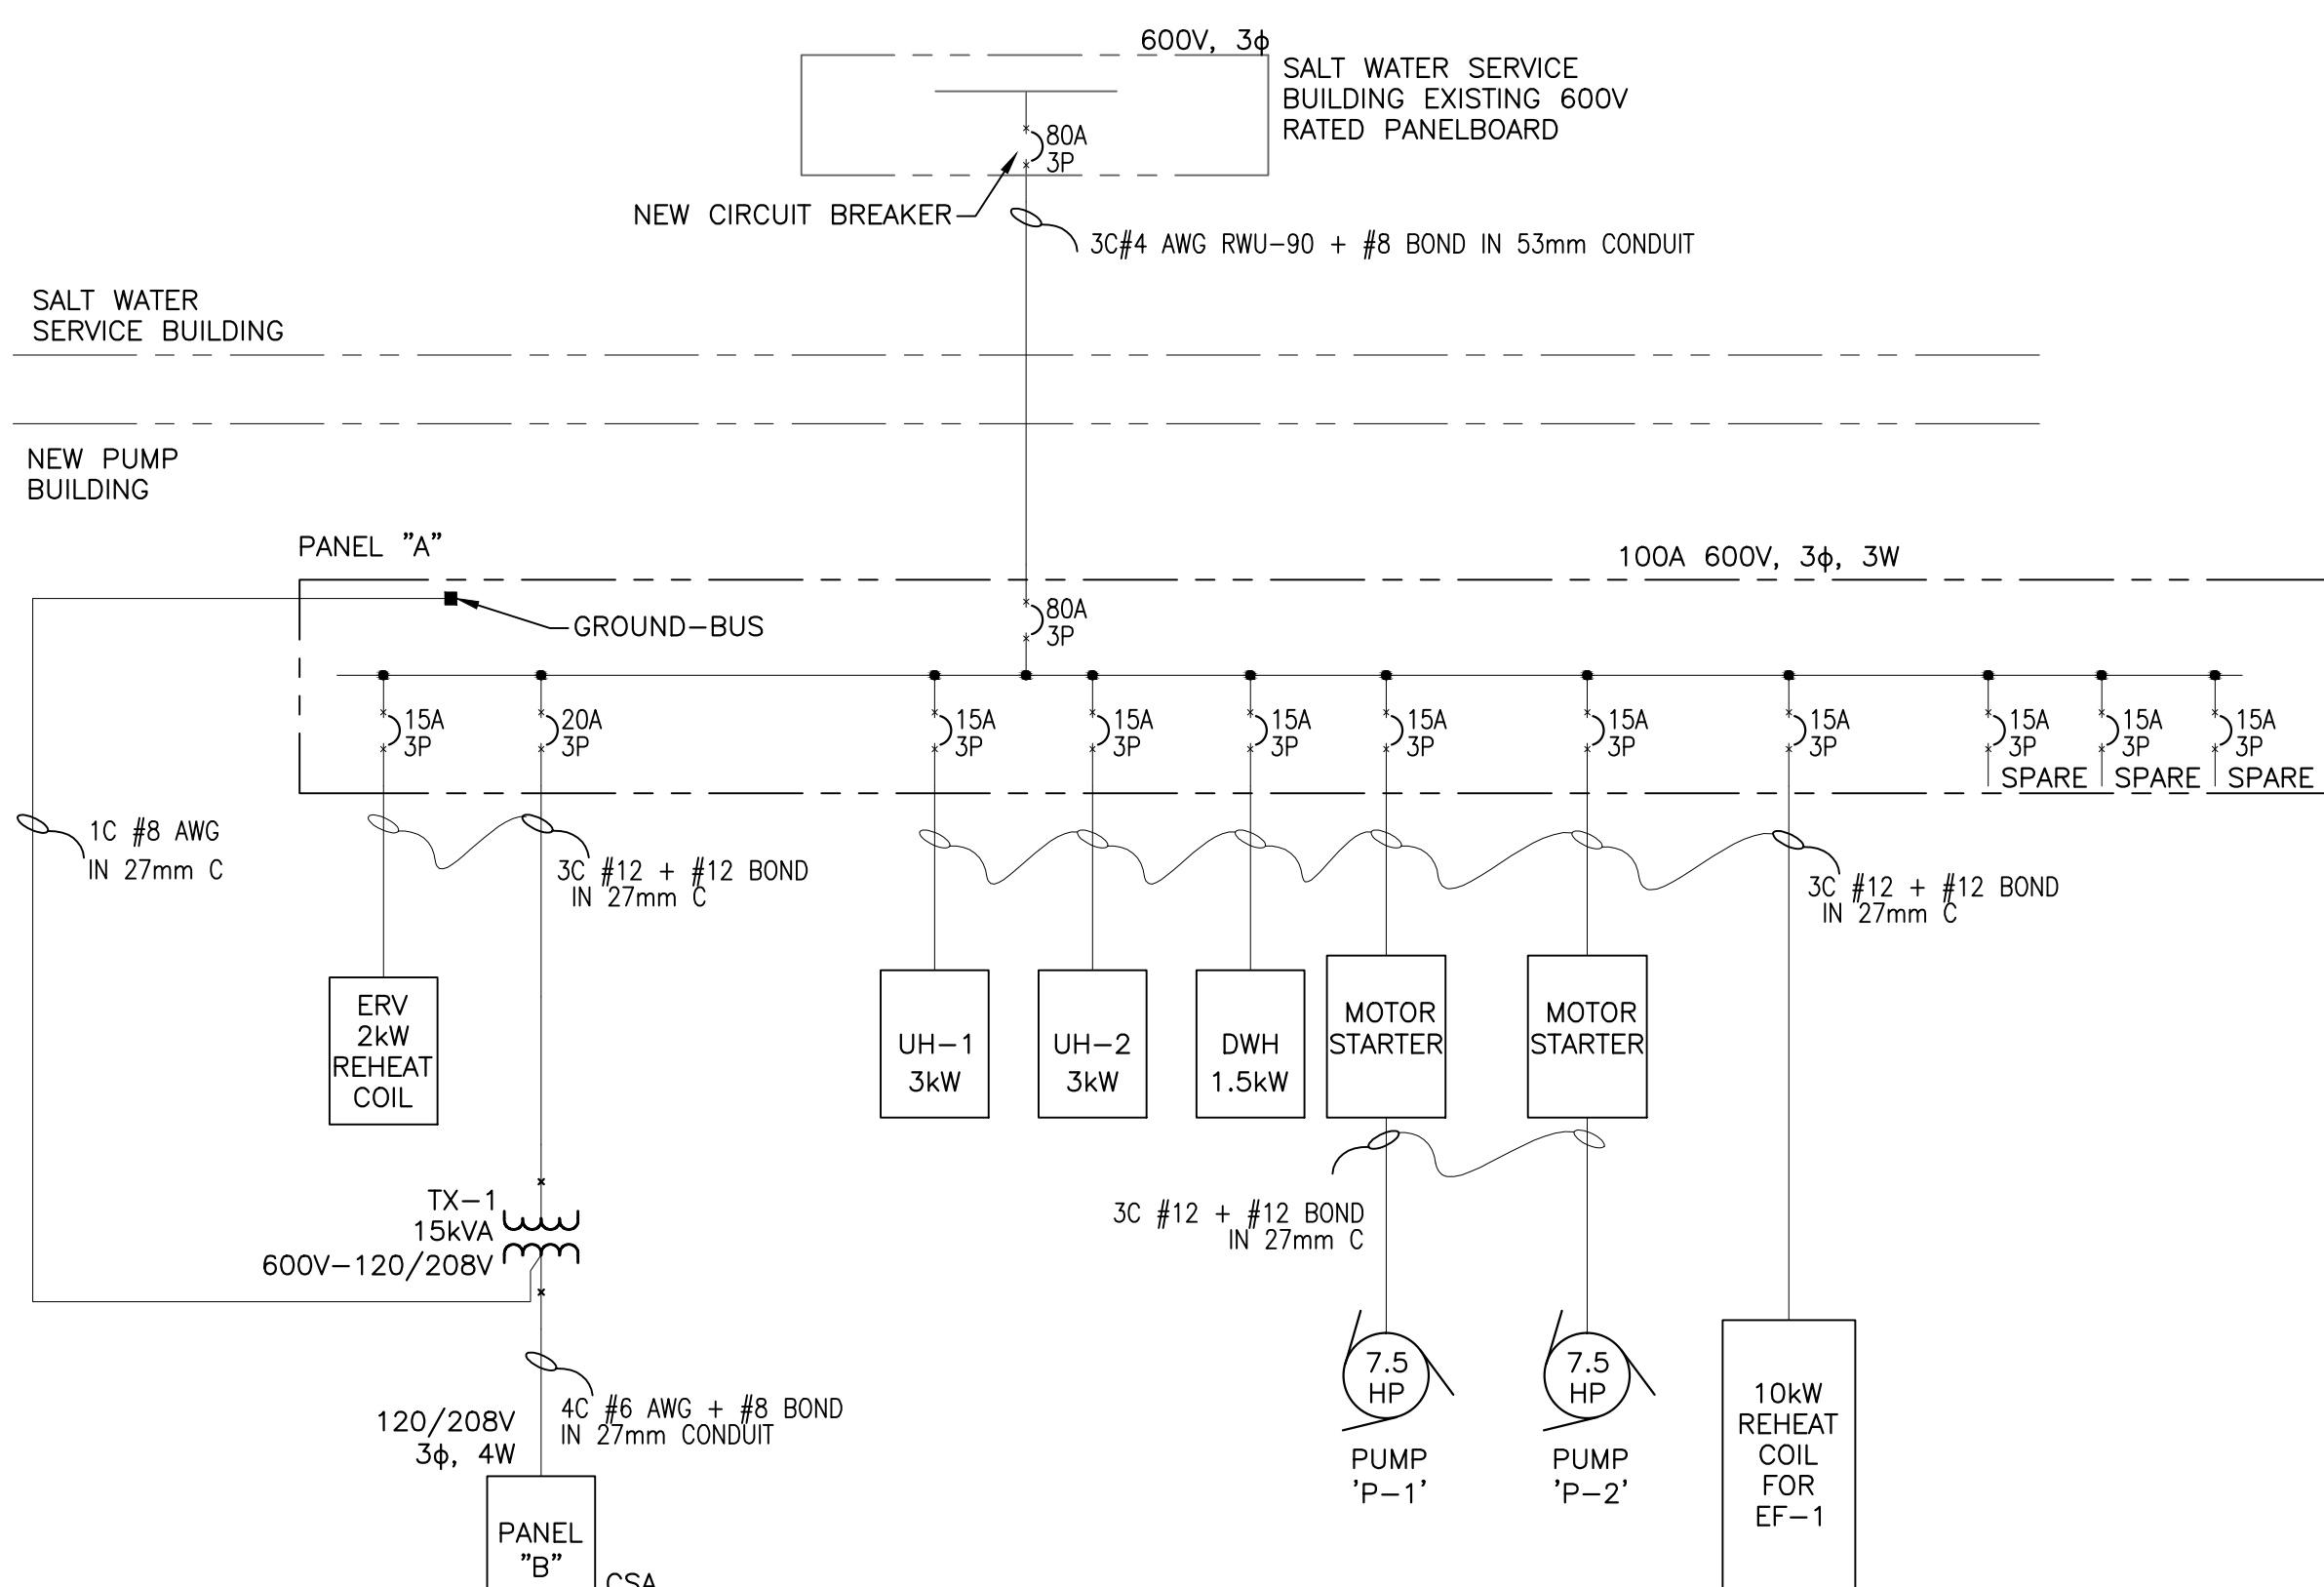 600V, 3ϕ
SALT WATER SERVICE
BUILDING EXISTING 600V
RATED PANELBOARD
80A
3P
NEW CIRCUIT BREAKER
3C#4 AWG RWU-90 + #8 BOND IN 53mm CONDUIT
SALT WATER
SERVICE BUILDING
NEW PUMP
BUILDING
PANEL "A"
100A 600V, 3ϕ, 3W
80A
3P
GROUND-BUS
15A
3P
20A
3P
15A
3P
15A
3P
15A
3P
15A
3P
15A
3P
15A
3P
15A
3P
SPARE
15A
3P
SPARE
15A
3P
SPARE
1C #8 AWG
IN 27mm C
3C #12 + #12 BOND
IN 27mm C
3C #12 + #12 BOND
IN 27mm C
ERV
2kW
REHEAT
COIL
UH-1
3kW
UH-2
3kW
DWH
1.5kW
MOTOR
STARTER
MOTOR
STARTER
TX-1
15kVA
600V-120/208V
3C #12 + #12 BOND
IN 27mm C
7.5
HP
PUMP
'P-1'
7.5
HP
PUMP
'P-2'
10kW
REHEAT
COIL
FOR
EF-1
120/208V
3ϕ, 4W
4C #6 AWG + #8 BOND
IN 27mm CONDUIT
PANEL
"B"
CSA